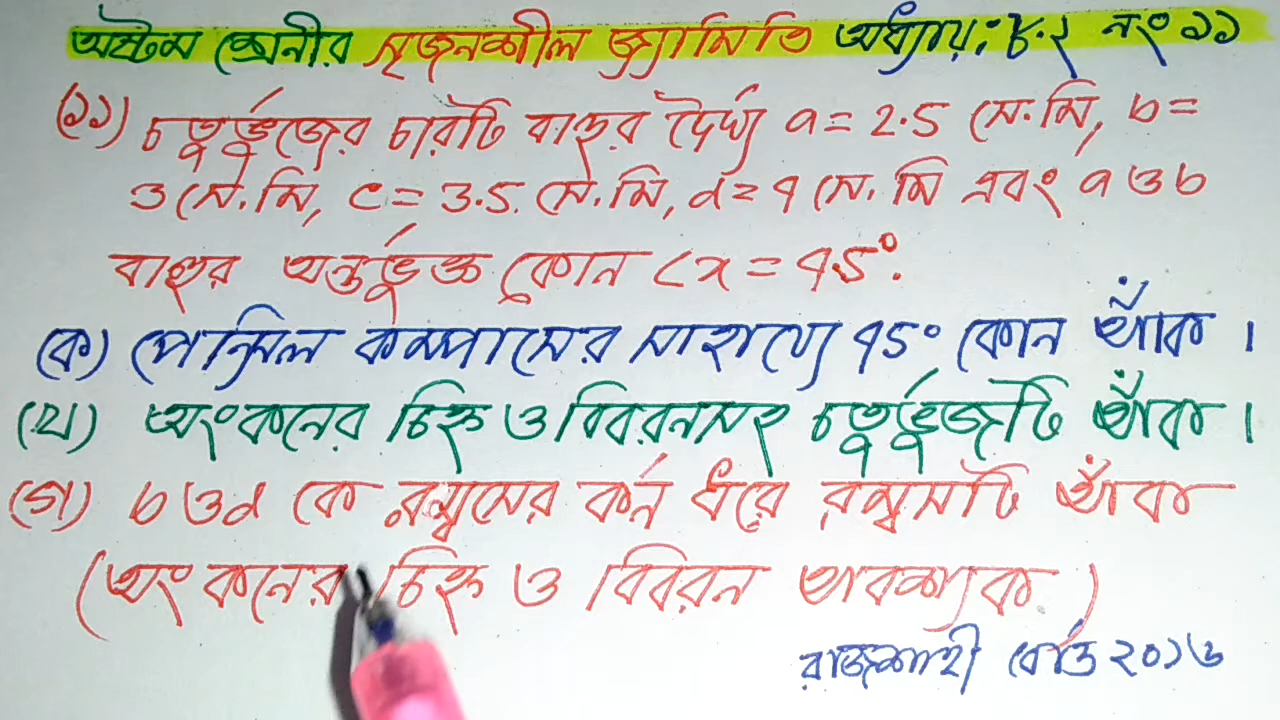 অষ্টম শ্রেনীর সৃজনশীল জ্যামিতি অধ্যায়: ৮.২ নং ১১
(১১) চতুর্ভুজের চারটি বাহুর দৈর্ঘ্য a = 2.5 সে.মি, b =
3 সে.মি, c = 3.5 সে.মি, d = 4 সে.মি এবং a ও b
বাহুর অন্তর্ভুক্ত কোন ∠x = 45°.
(ক) পেন্সিল কম্পাসের সাহায্যে 45° কোন আঁক।
(খ) অংকনের চিহ্ন ও বিবরনসহ চতুর্ভুজটি আঁক।
(গ) b ও d কে রম্বসের কর্ন ধরে রম্বসটি আঁক
(অংকনের চিহ্ন ও বিবরন আবশ্যক)
রাজশাহী বোর্ড ২০১৬